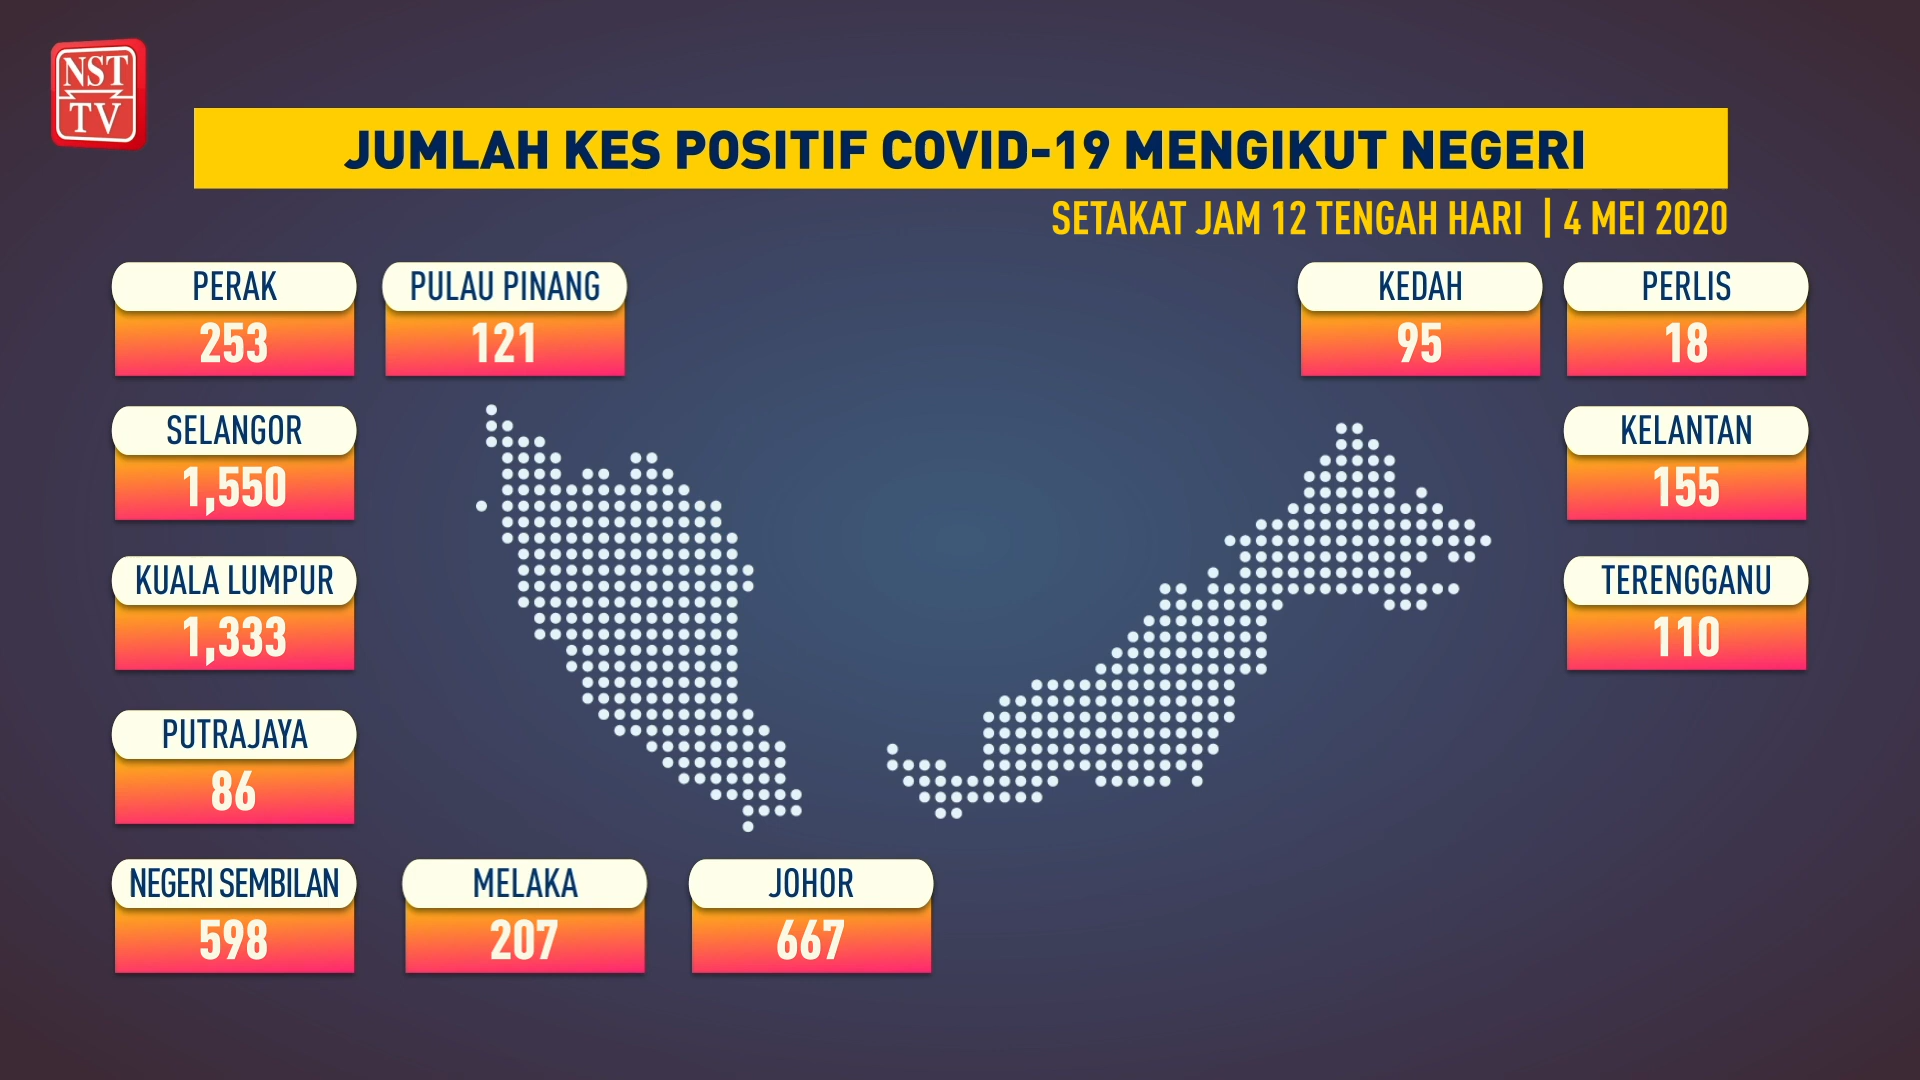 NST
TV
JUMLAH KES POSITIF COVID-19 MENGIKUT NEGERI
SETAKAT JAM 12 TENGAH HARI | 4 MEI 2020
PERAK
253
PULAU PINANG
121
KEDAH
95
PERLIS
18
SELANGOR
1,550
KELANTAN
155
KUALA LUMPUR
1,333
TERENGGANU
110
PUTRAJAYA
86
NEGERI SEMBILAN
598
MELAKA
207
JOHOR
667